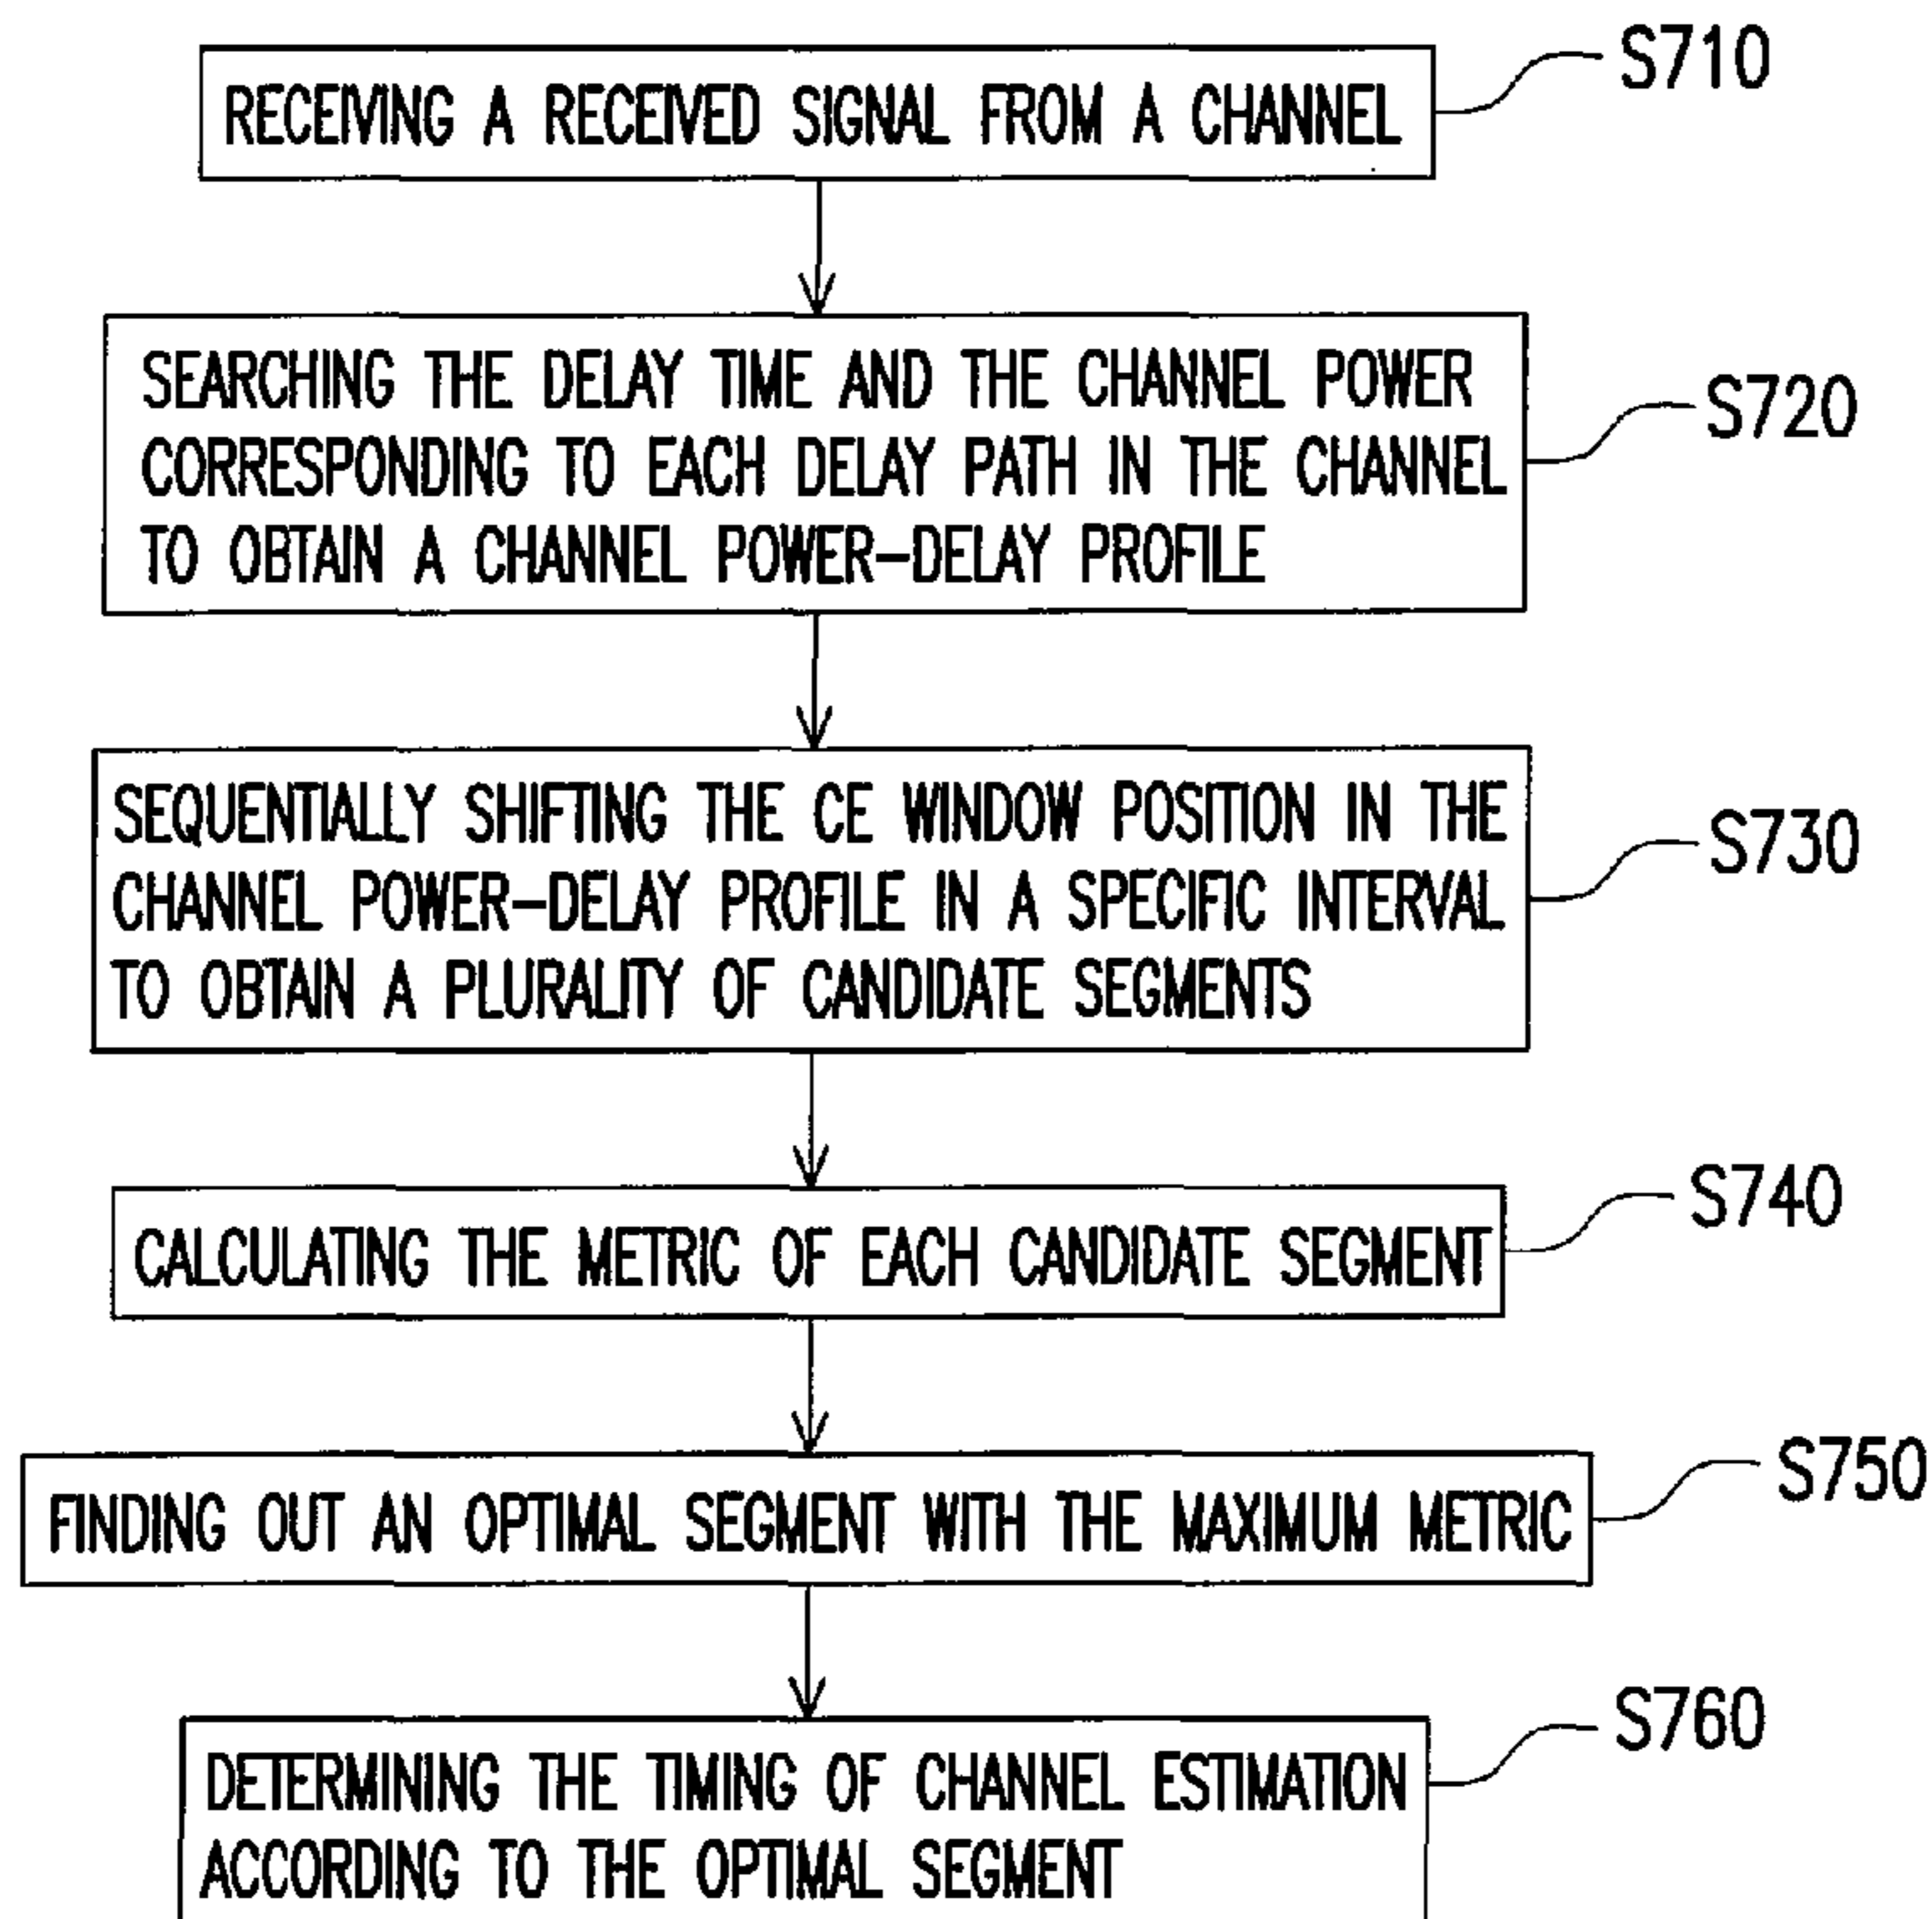 RECEIVING A RECEIVED SIGNAL FROM A CHANNEL
S710
SEARCHING THE DELAY TIME AND THE CHANNEL POWER
CORRESPONDING TO EACH DELAY PATH IN THE CHANNEL
TO OBTAIN A CHANNEL POWER-DELAY PROFILE
S720
SEQUENTIALLY SHIFTING THE CE WINDOW POSITION IN THE
CHANNEL POWER-DELAY PROFILE IN A SPECIFIC INTERVAL
TO OBTAIN A PLURALITY OF CANDIDATE SEGMENTS
S730
CALCULATING THE METRIC OF EACH CANDIDATE SEGMENT
S740
FINDING OUT AN OPTIMAL SEGMENT WITH THE MAXIMUM METRIC
S750
DETERMINING THE TIMING OF CHANNEL ESTIMATION
ACCORDING TO THE OPTIMAL SEGMENT
S760